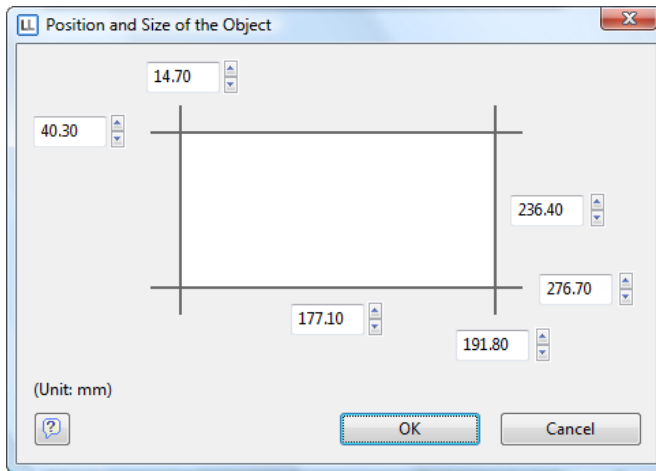 LL Position and Size of the Object
14.70
40.30
236.40
276.70
177.10
191.80
(Unit: mm)
? OK Cancel